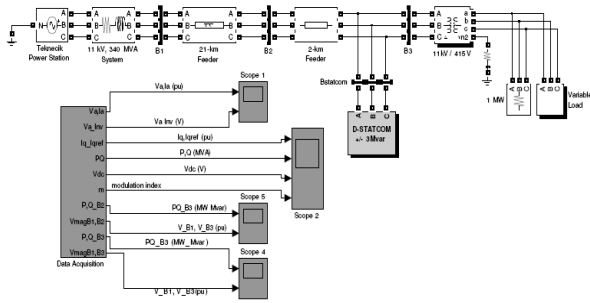 N A A A A A A A A A A a
B B B B B B B B B B b
C C C C C C C C C C c
n2
Teknecik Power Station
11 kV, 340 MVA System
B1
21-km Feeder
B2
2-km Feeder
B3
11kV / 415 V
Bstatcom
A B C
A B C
D-STATCOM
+/- 3Mvar
1 MW
A B C
A B C
Variable Load
Scope 1
Va,Ia (pu)
Va,Ia
Va Inv (V)
Va_Inv
Iq,Iqref (pu)
Iq_Iqref
P,Q (MVA)
PQ
Vdc (V)
Vdc
modulation index
m
Scope 2
P,Q_B2
PQ_B3 (MW Mvar)
Scope 5
VmagB1,B2
V_B1, V_B3 (pu)
P,Q_B3
PQ_B3 (MW_Mvar)
VmagB1,B3
Scope 4
Data Acquisition
V_B1, V_B3(pu)